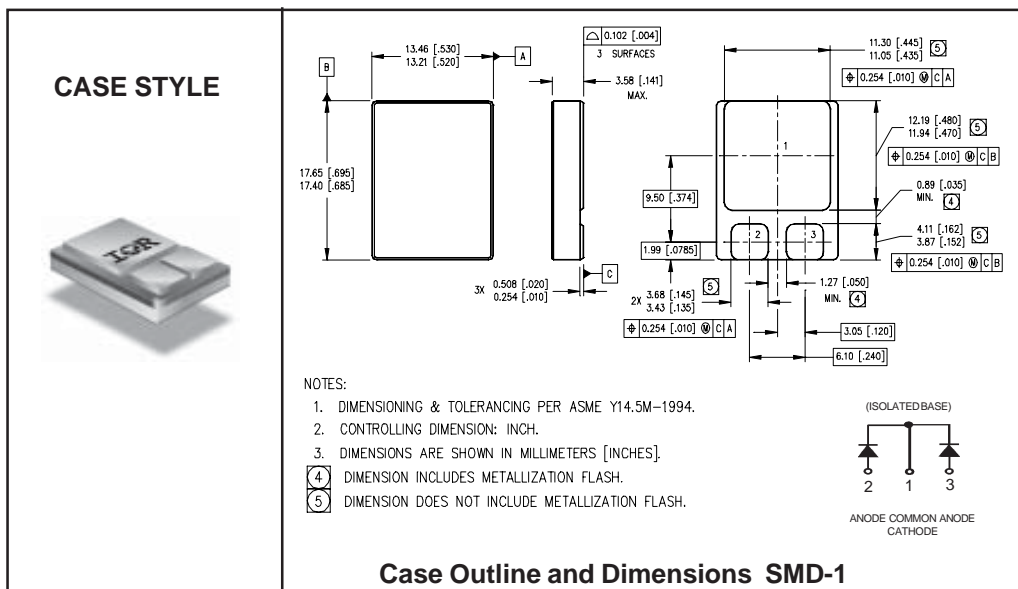 CASE STYLE
IOR
13.46 [.530]
13.21 [.520]
A
B
17.65 [.695]
17.40 [.685]
0.102 [.004]
3 SURFACES
3.58 [.141]
MAX.
C
3X 0.508 [.020]
0.254 [.010]
11.30 [.445]
11.05 [.435]
5
⌖ 0.254 [.010] Ⓜ C A
12.19 [.480]
11.94 [.470]
5
⌖ 0.254 [.010] Ⓜ C B
1
9.50 [.374]
0.89 [.035]
MIN. 4
2
3
1.99 [.0785]
4.11 [.162]
3.87 [.152]
5
⌖ 0.254 [.010] Ⓜ C B
2X 3.68 [.145]
3.43 [.135]
5
⌖ 0.254 [.010] Ⓜ C A
1.27 [.050]
MIN. 4
3.05 [.120]
6.10 [.240]
NOTES:
1. DIMENSIONING & TOLERANCING PER ASME Y14.5M-1994.
2. CONTROLLING DIMENSION: INCH.
3. DIMENSIONS ARE SHOWN IN MILLIMETERS [INCHES].
4 DIMENSION INCLUDES METALLIZATION FLASH.
5 DIMENSION DOES NOT INCLUDE METALLIZATION FLASH.
(ISOLATED BASE)
2 1 3
ANODE COMMON ANODE
CATHODE
Case Outline and Dimensions SMD-1